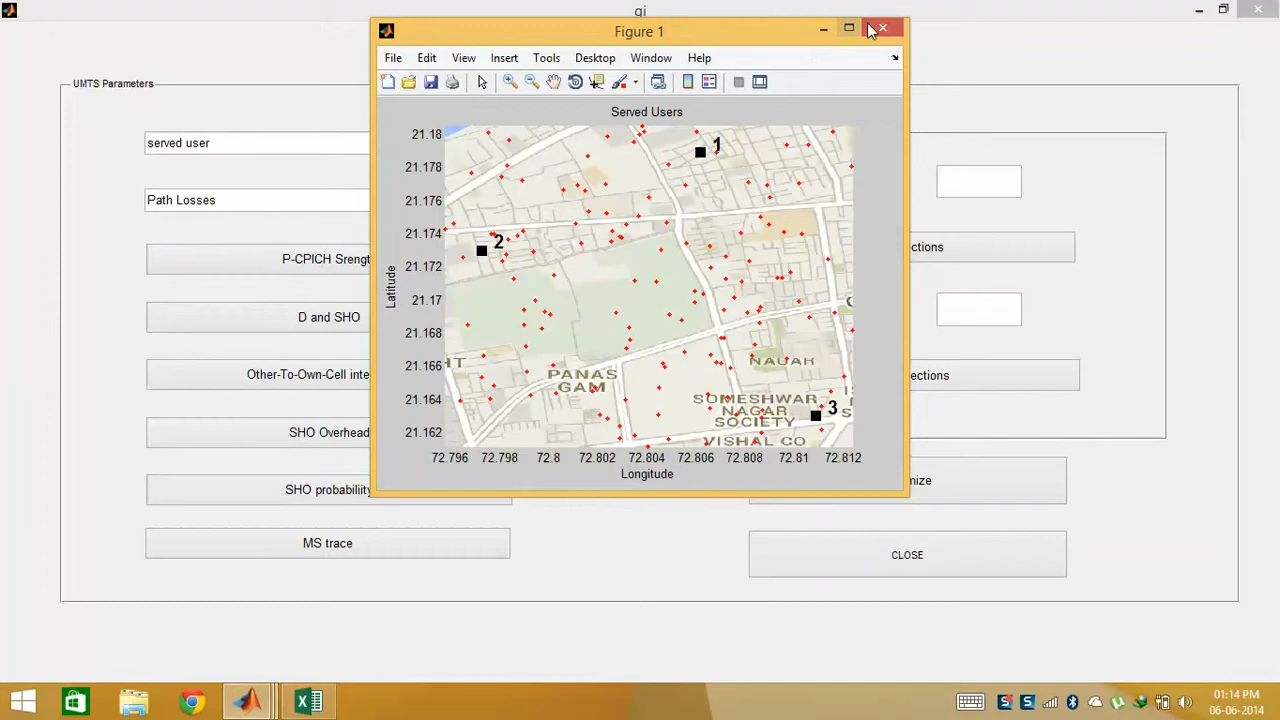 gi
Figure 1
File Edit View Insert Tools Desktop Window Help
UMTS Parameters
served user
Path Losses
P-CPICH Srengt
D and SHO
Other-To-Own-Cell inte
SHO Overhead
SHO probability
MS trace
Served Users
21.18
21.178
21.176
21.174
21.172
21.17
21.168
21.166
21.164
21.162
Latitude
1
2
3
PANAS
GAM
NAGAR
SOMESHWAR
NAGAR
SOCIETY
VISHAL CO
72.796 72.798 72.8 72.802 72.804 72.806 72.808 72.81 72.812
Longitude
ections
ections
mize
CLOSE
01:14 PM
06-06-2014